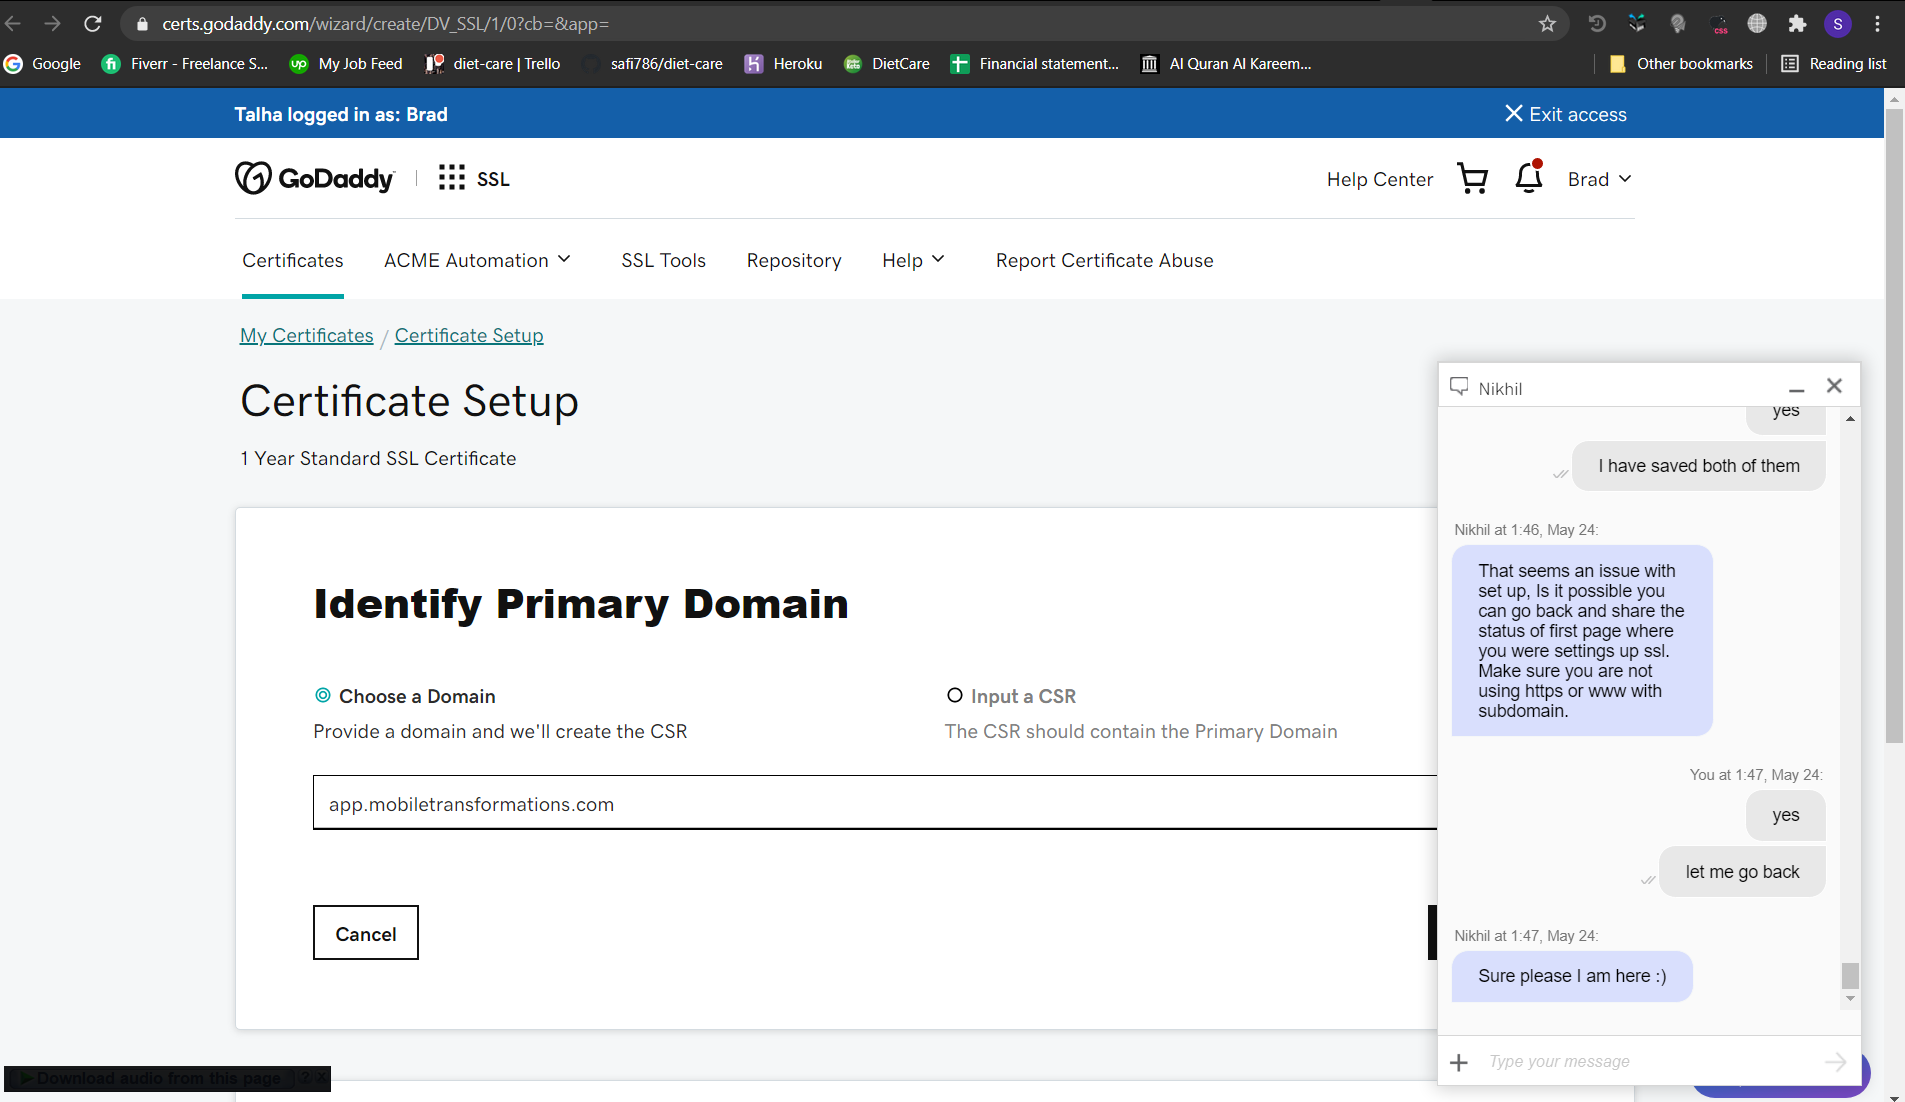 certs.godaddy.com/wizard/create/DV_SSL/1/0?cb=&app=
css
S
Google
Fiverr - Freelance S...
My Job Feed
diet-care | Trello
safi786/diet-care
Heroku
DietCare
Financial statement...
Al Quran Al Kareem...
Other bookmarks
Reading list
Talha logged in as: Brad
Exit access
GoDaddy
SSL
Help Center
Brad
Certificates
ACME Automation
SSL Tools
Repository
Help
Report Certificate Abuse
My Certificates / Certificate Setup
Certificate Setup
1 Year Standard SSL Certificate
Identify Primary Domain
Choose a Domain
Provide a domain and we'll create the CSR
Input a CSR
The CSR should contain the Primary Domain
app.mobiletransformations.com
Cancel
Nikhil
yes
I have saved both of them
Nikhil at 1:46, May 24:
That seems an issue with
set up, Is it possible you
can go back and share the
status of first page where
you were settings up ssl.
Make sure you are not
using https or www with
subdomain.
You at 1:47, May 24:
yes
let me go back
Nikhil at 1:47, May 24:
Sure please I am here :)
Type your message
Download audio from this page
? X